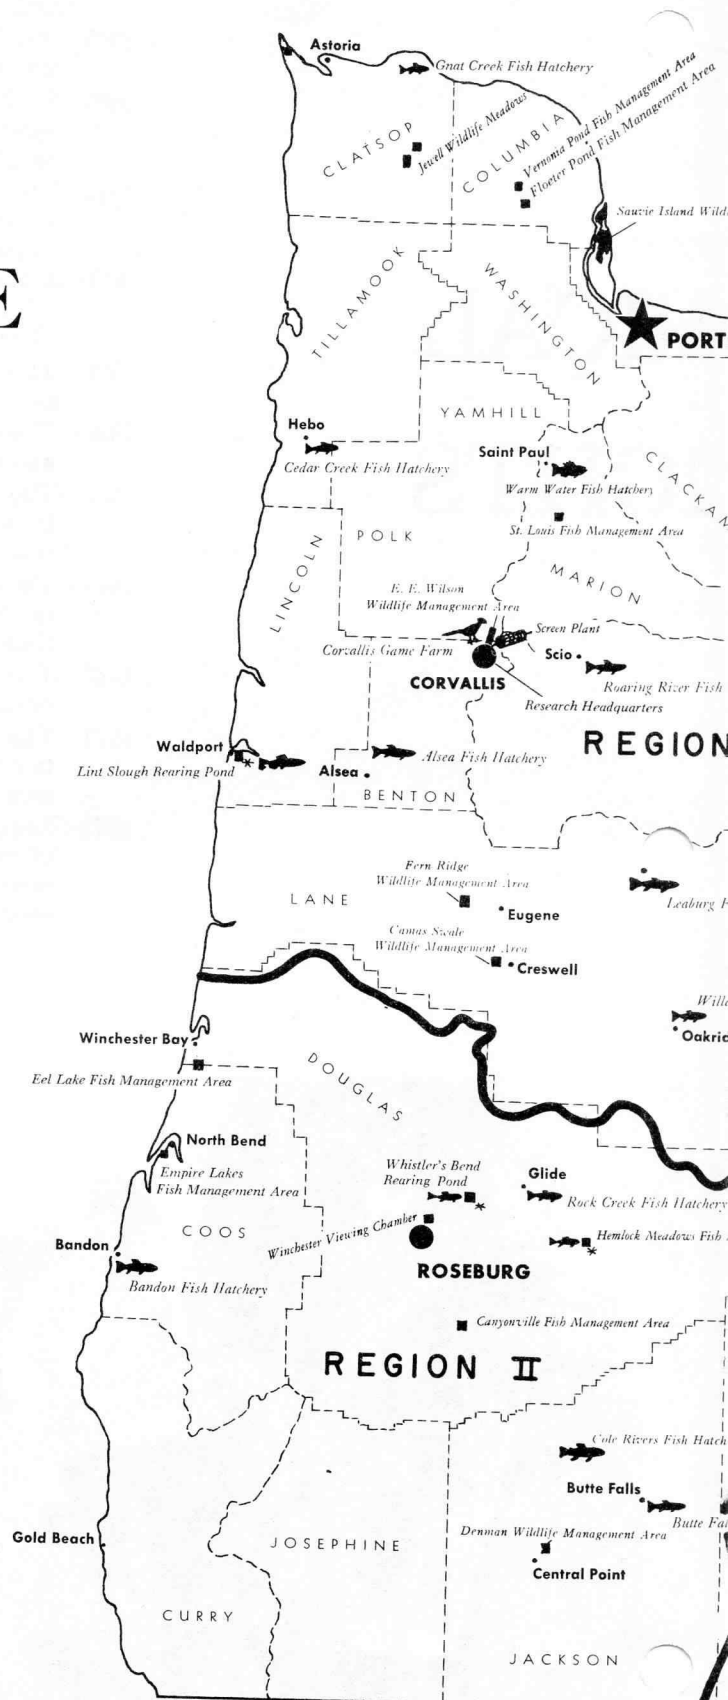 Astoria
Gnat Creek Fish Hatchery
CLATSOP
Jewell Wildlife Meadows
COLUMBIA
Vernonia Pond Fish Management Area
Floeter Pond Fish Management Area
Sauvie Island Wild
E
TILLAMOOK
WASHINGTON
PORT
YAMHILL
Hebo
Cedar Creek Fish Hatchery
Saint Paul
Warm Water Fish Hatchery
CLACKAM
St. Louis Fish Management Area
LINCOLN
POLK
MARION
E. E. Wilson
Wildlife Management Area
Screen Plant
Corvallis Game Farm
CORVALLIS
Scio
Roaring River Fish
Research Headquarters
REGION
Waldport
Lint Slough Rearing Pond
*
Alsea Fish Hatchery
Alsea
BENTON
Fern Ridge
Wildlife Management Area
LANE
Eugene
Leaburg F
Camas Swale
Wildlife Management Area
Creswell
Willa
Oakrid
Winchester Bay
Eel Lake Fish Management Area
DOUGLAS
North Bend
Empire Lakes
Fish Management Area
Whistler's Bend
Rearing Pond
*
Glide
Rock Creek Fish Hatchery
COOS
Winchester Viewing Chamber
Hemlock Meadows Fish
*
Bandon
Bandon Fish Hatchery
ROSEBURG
Canyonville Fish Management Area
REGION II
Cole Rivers Fish Hatch
Butte Falls
Butte Fa
Gold Beach
JOSEPHINE
Denman Wildlife Management Area
Central Point
CURRY
JACKSON